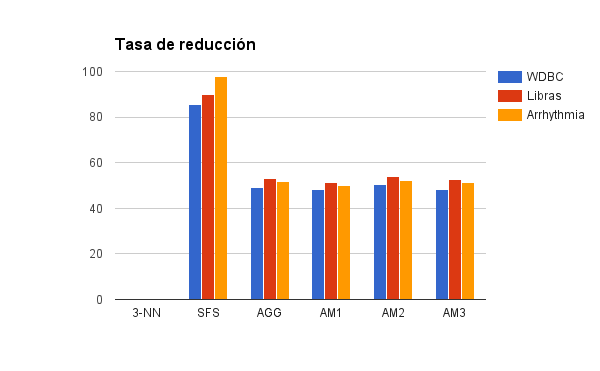 Tasa de reducción
100
80
60
40
20
0
3-NN SFS AGG AM1 AM2 AM3
WDBC
Libras
Arrhythmia